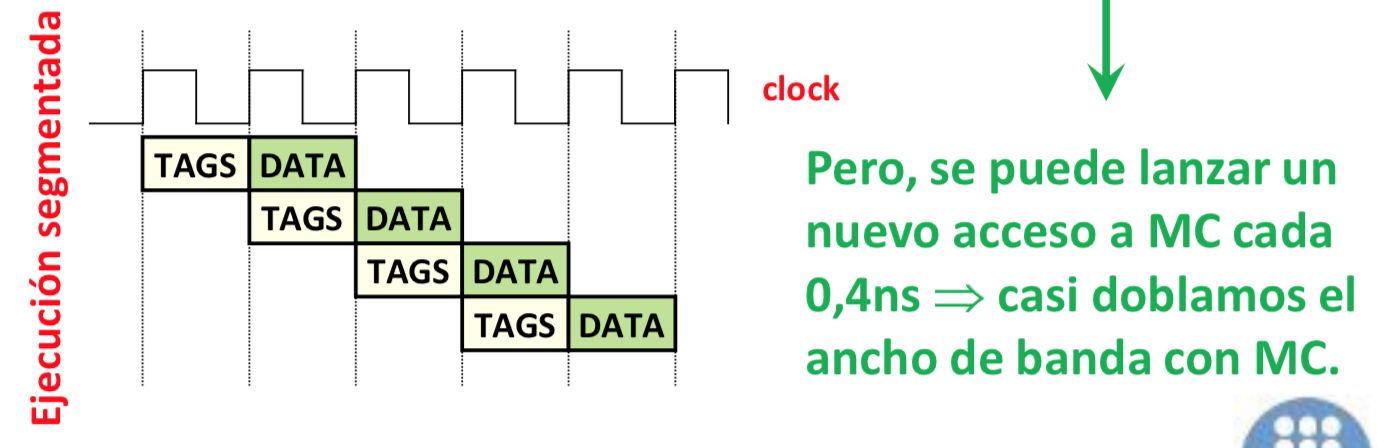 Ejecución segmentada
clock
TAGS DATA
TAGS DATA
TAGS DATA
TAGS DATA
Pero, se puede lanzar un
nuevo acceso a MC cada
0,4ns ⇒ casi doblamos el
ancho de banda con MC.